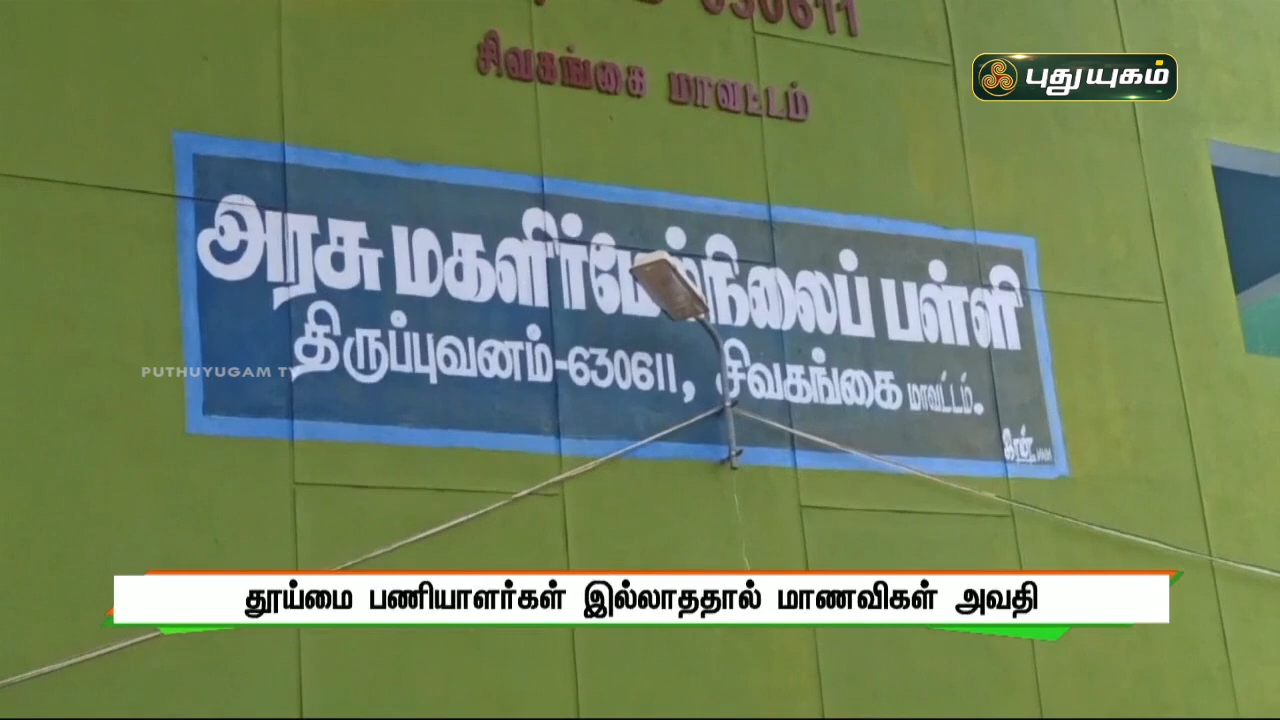 630611
சிவகங்கை மாவட்டம்
புதுயுகம்
அரசு மகளிர்மேல்நிலைப் பள்ளி
திருப்புவனம்-630611, சிவகங்கை மாவட்டம்.
PUTHUYUGAM TV
தூய்மை பணியாளர்கள் இல்லாததால் மாணவிகள் அவதி